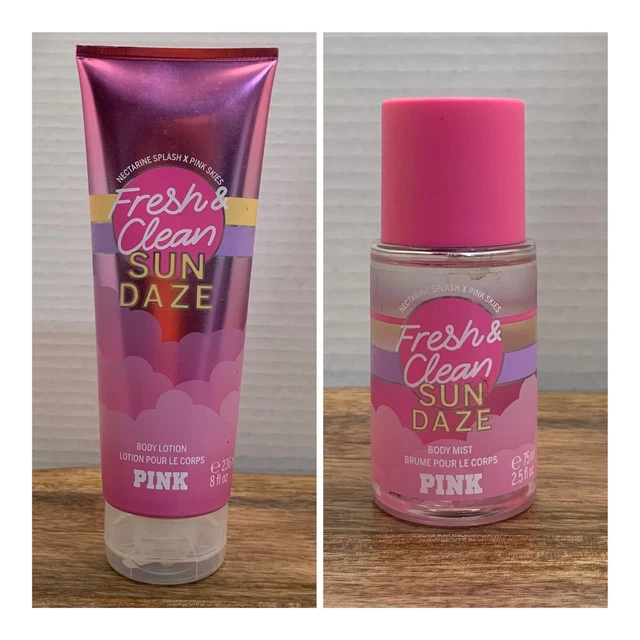 NECTARINE SPLASH X PINK SKIES
Fresh &
Clean
SUN
DAZE
BODY LOTION
LOTION POUR LE CORPS
PINK
8 fl oz
NECTARINE SPLASH X PINK SKIES
Fresh &
Clean
SUN
DAZE
BODY MIST
BRUME POUR LE CORPS
PINK
℮ 75 m
2.5 fl oz